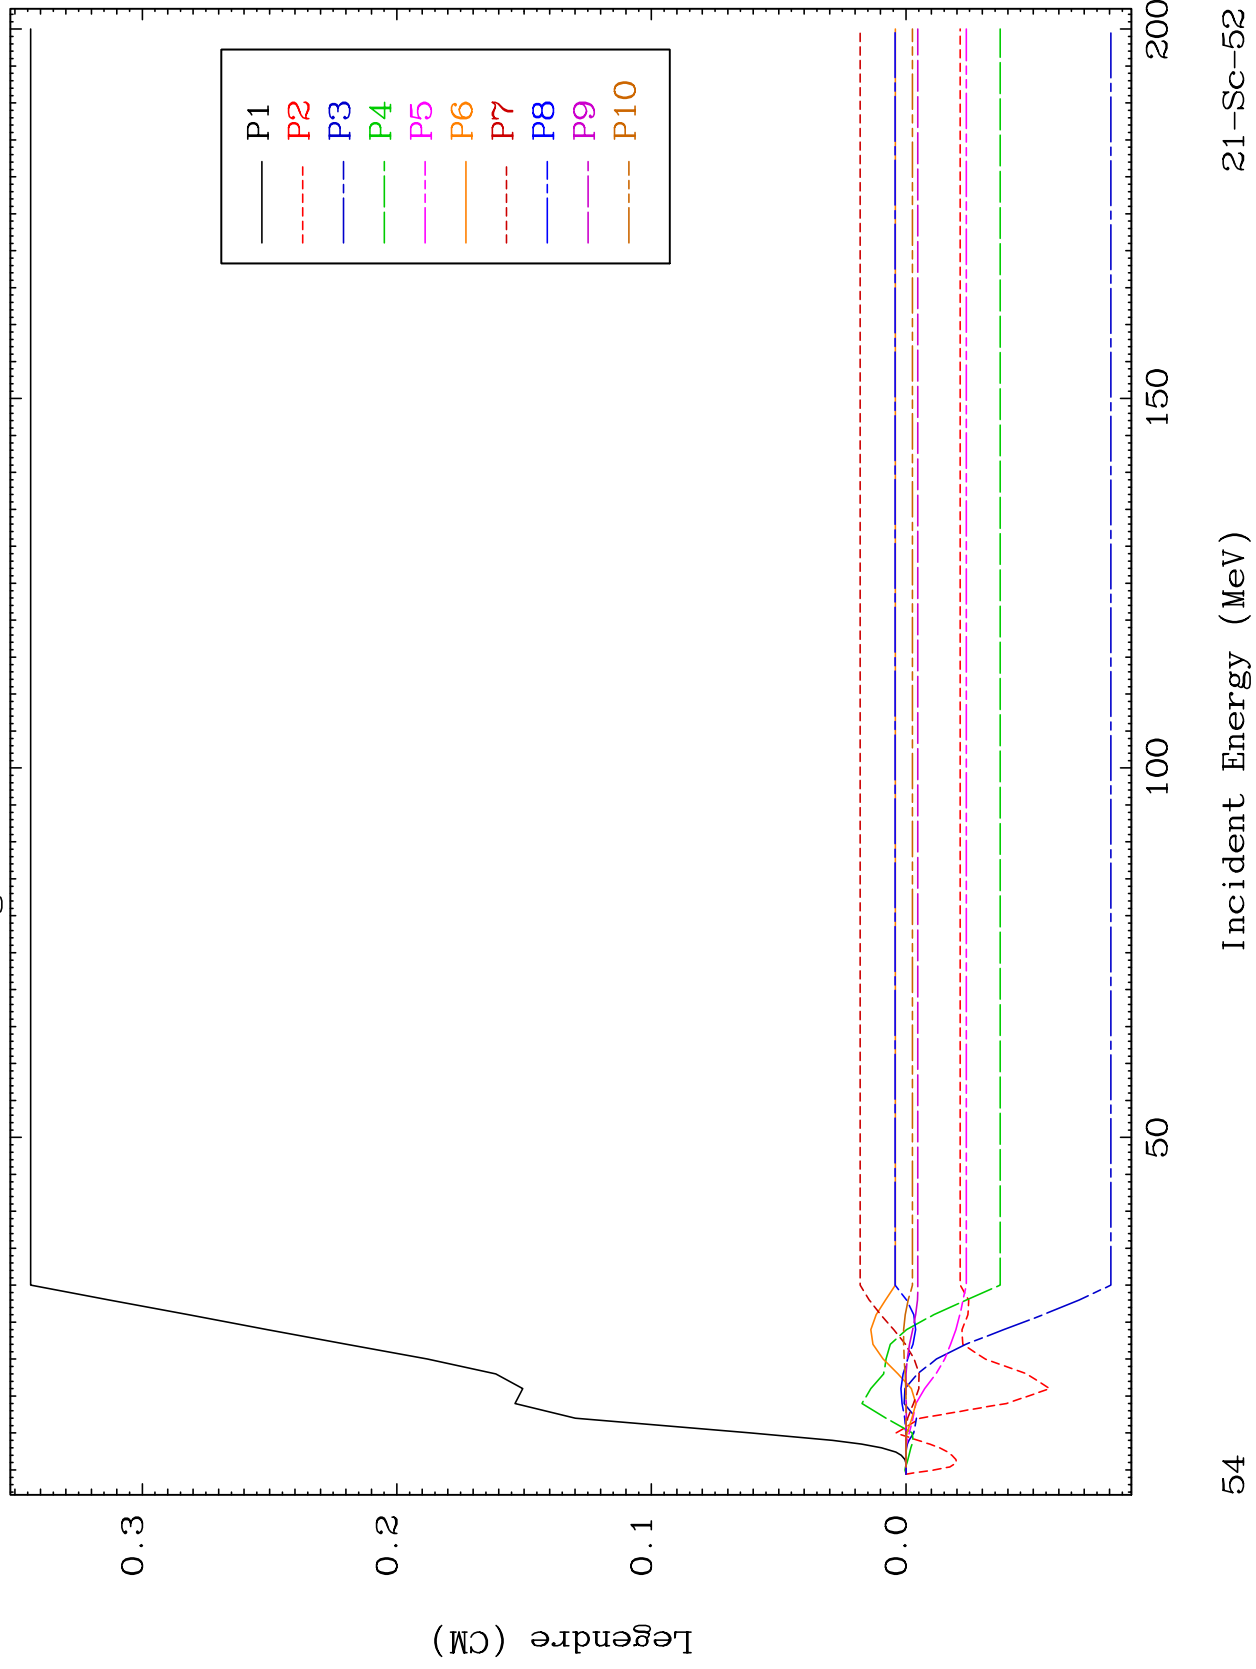 P1
P2
P3
P4
P5
P6
P7
P8
P9
P10
0.3
0.2
0.1
0.0
Legendre (CM)
50
100
150
200
54
Incident Energy (MeV)
21-Sc-52